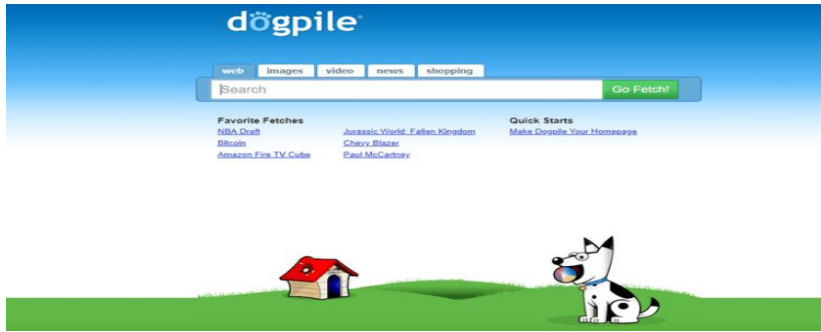 dogpile
web images video news shopping
Search Go Fetch!
Favorite Fetches
NBA Draft
Bitcoin
Amazon Fire TV Cube
Jurassic World: Fallen Kingdom
Chevy Blazer
Paul McCartney
Quick Starts
Make Dogpile Your Homepage